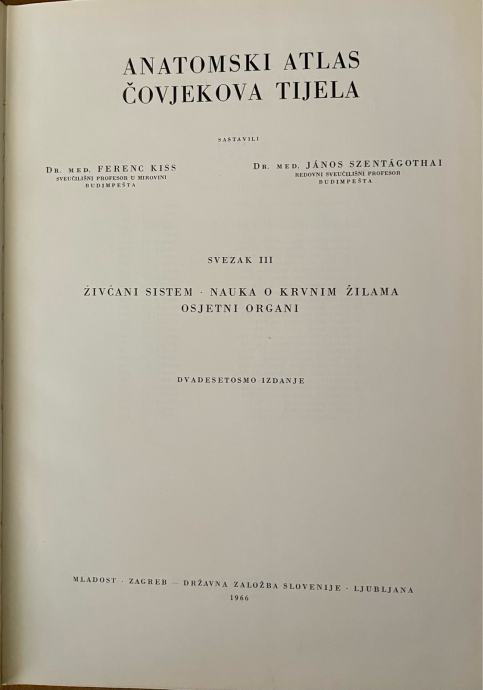 ANATOMSKI ATLAS
ČOVJEKOVA TIJELA
SASTAVILI
DR. MED. FERENC KISS
SVEUČILIŠNI PROFESOR U MIROVINI
BUDIMPEŠTA
DR. MED. JÁNOS SZENTÁGOTHAI
REDOVNI SVEUČILIŠNI PROFESOR
BUDIMPEŠTA
SVEZAK III
ŽIVČANI SISTEM · NAUKA O KRVNIM ŽILAMA
OSJETNI ORGANI
DVADESETOSMO IZDANJE
MLADOST · ZAGREB — DRŽAVNA ZALOŽBA SLOVENIJE · LJUBLJANA
1966